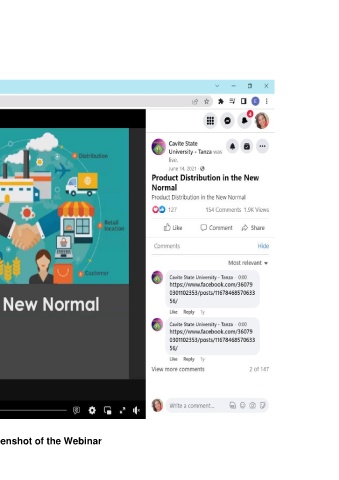 Distribution
Retail
Location
Customer
New Normal
Cavite State
University - Tanza was
live.
June 14, 2021
Product Distribution in the New
Normal
Product Distribution in the New Normal
127
154 Comments 1.9K Views
Like
Comment
Share
Comments
Hide
Most relevant
Cavite State University - Tanza · 0:00
https://www.facebook.com/36079
0301102353/posts/11678468570633
56/
Like Reply 1y
Cavite State University - Tanza · 0:00
https://www.facebook.com/36079
0301102353/posts/11678468570633
56/
Like Reply 1y
View more comments
2 of 147
Write a comment...
enshot of the Webinar